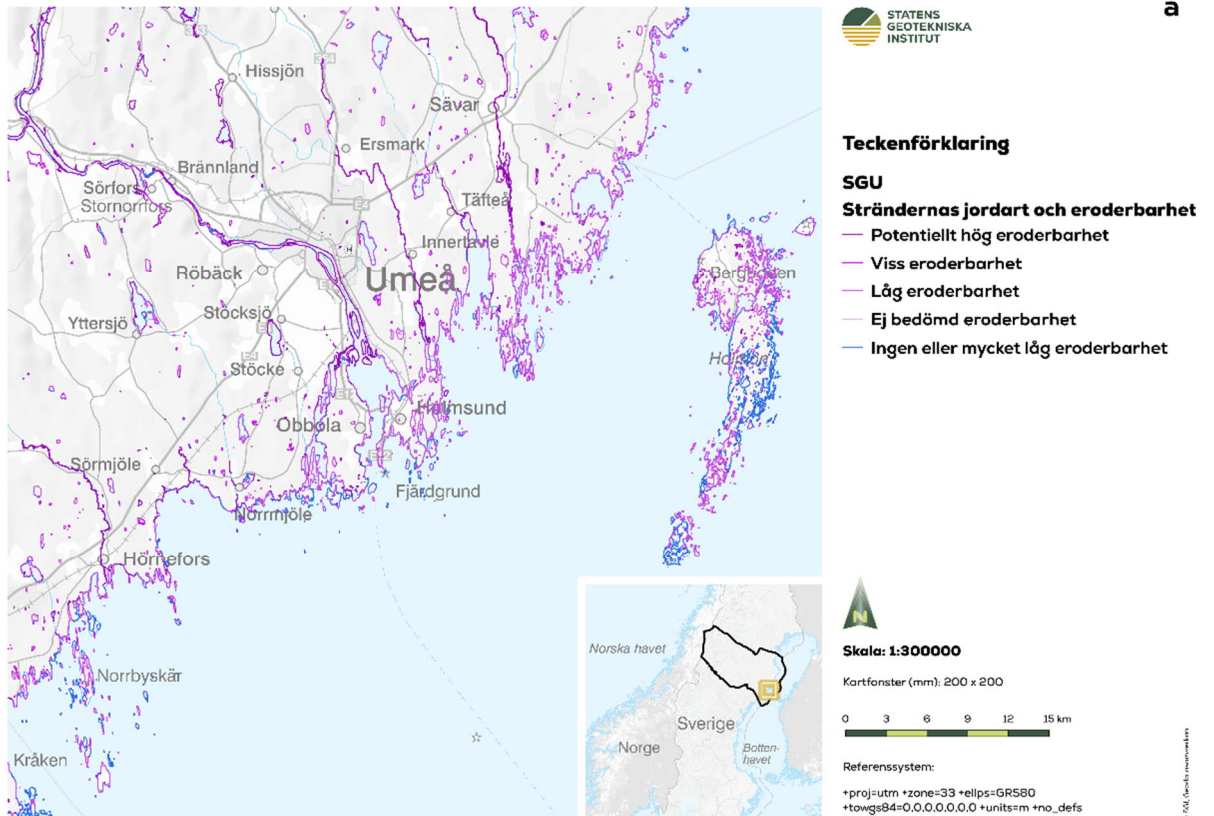 a
STATENS
GEOTEKNISKA
INSTITUT
Hissjön
Sävar
Ersmark
Brännland
Sörfors
Stornorrfors
E4
Täfteå
Innertavle
Röbäck
Umeå
Stöcksjö
Yttersjö
E4
Stöcke
Holmsund
Obbola
Sörmjöle
Fjärdgrund
Norrmjöle
Hörnefors
Norrbyskär
Kråken
Norska havet
Sverige
Norge
Botten-
havet
Teckenförklaring
SGU
Strändernas jordart och eroderbarhet
Potentiellt hög eroderbarhet
Viss eroderbarhet
Låg eroderbarhet
Ej bedömd eroderbarhet
Ingen eller mycket låg eroderbarhet
N
Skala: 1:300000
Kartfonster (mm): 200 x 200
0 3 6 9 12 15 km
Referenssystem:
+proj=utm +zone=33 +ellps=GRS80
+towgs84=0,0,0,0,0,0,0 +units=m +no_defs